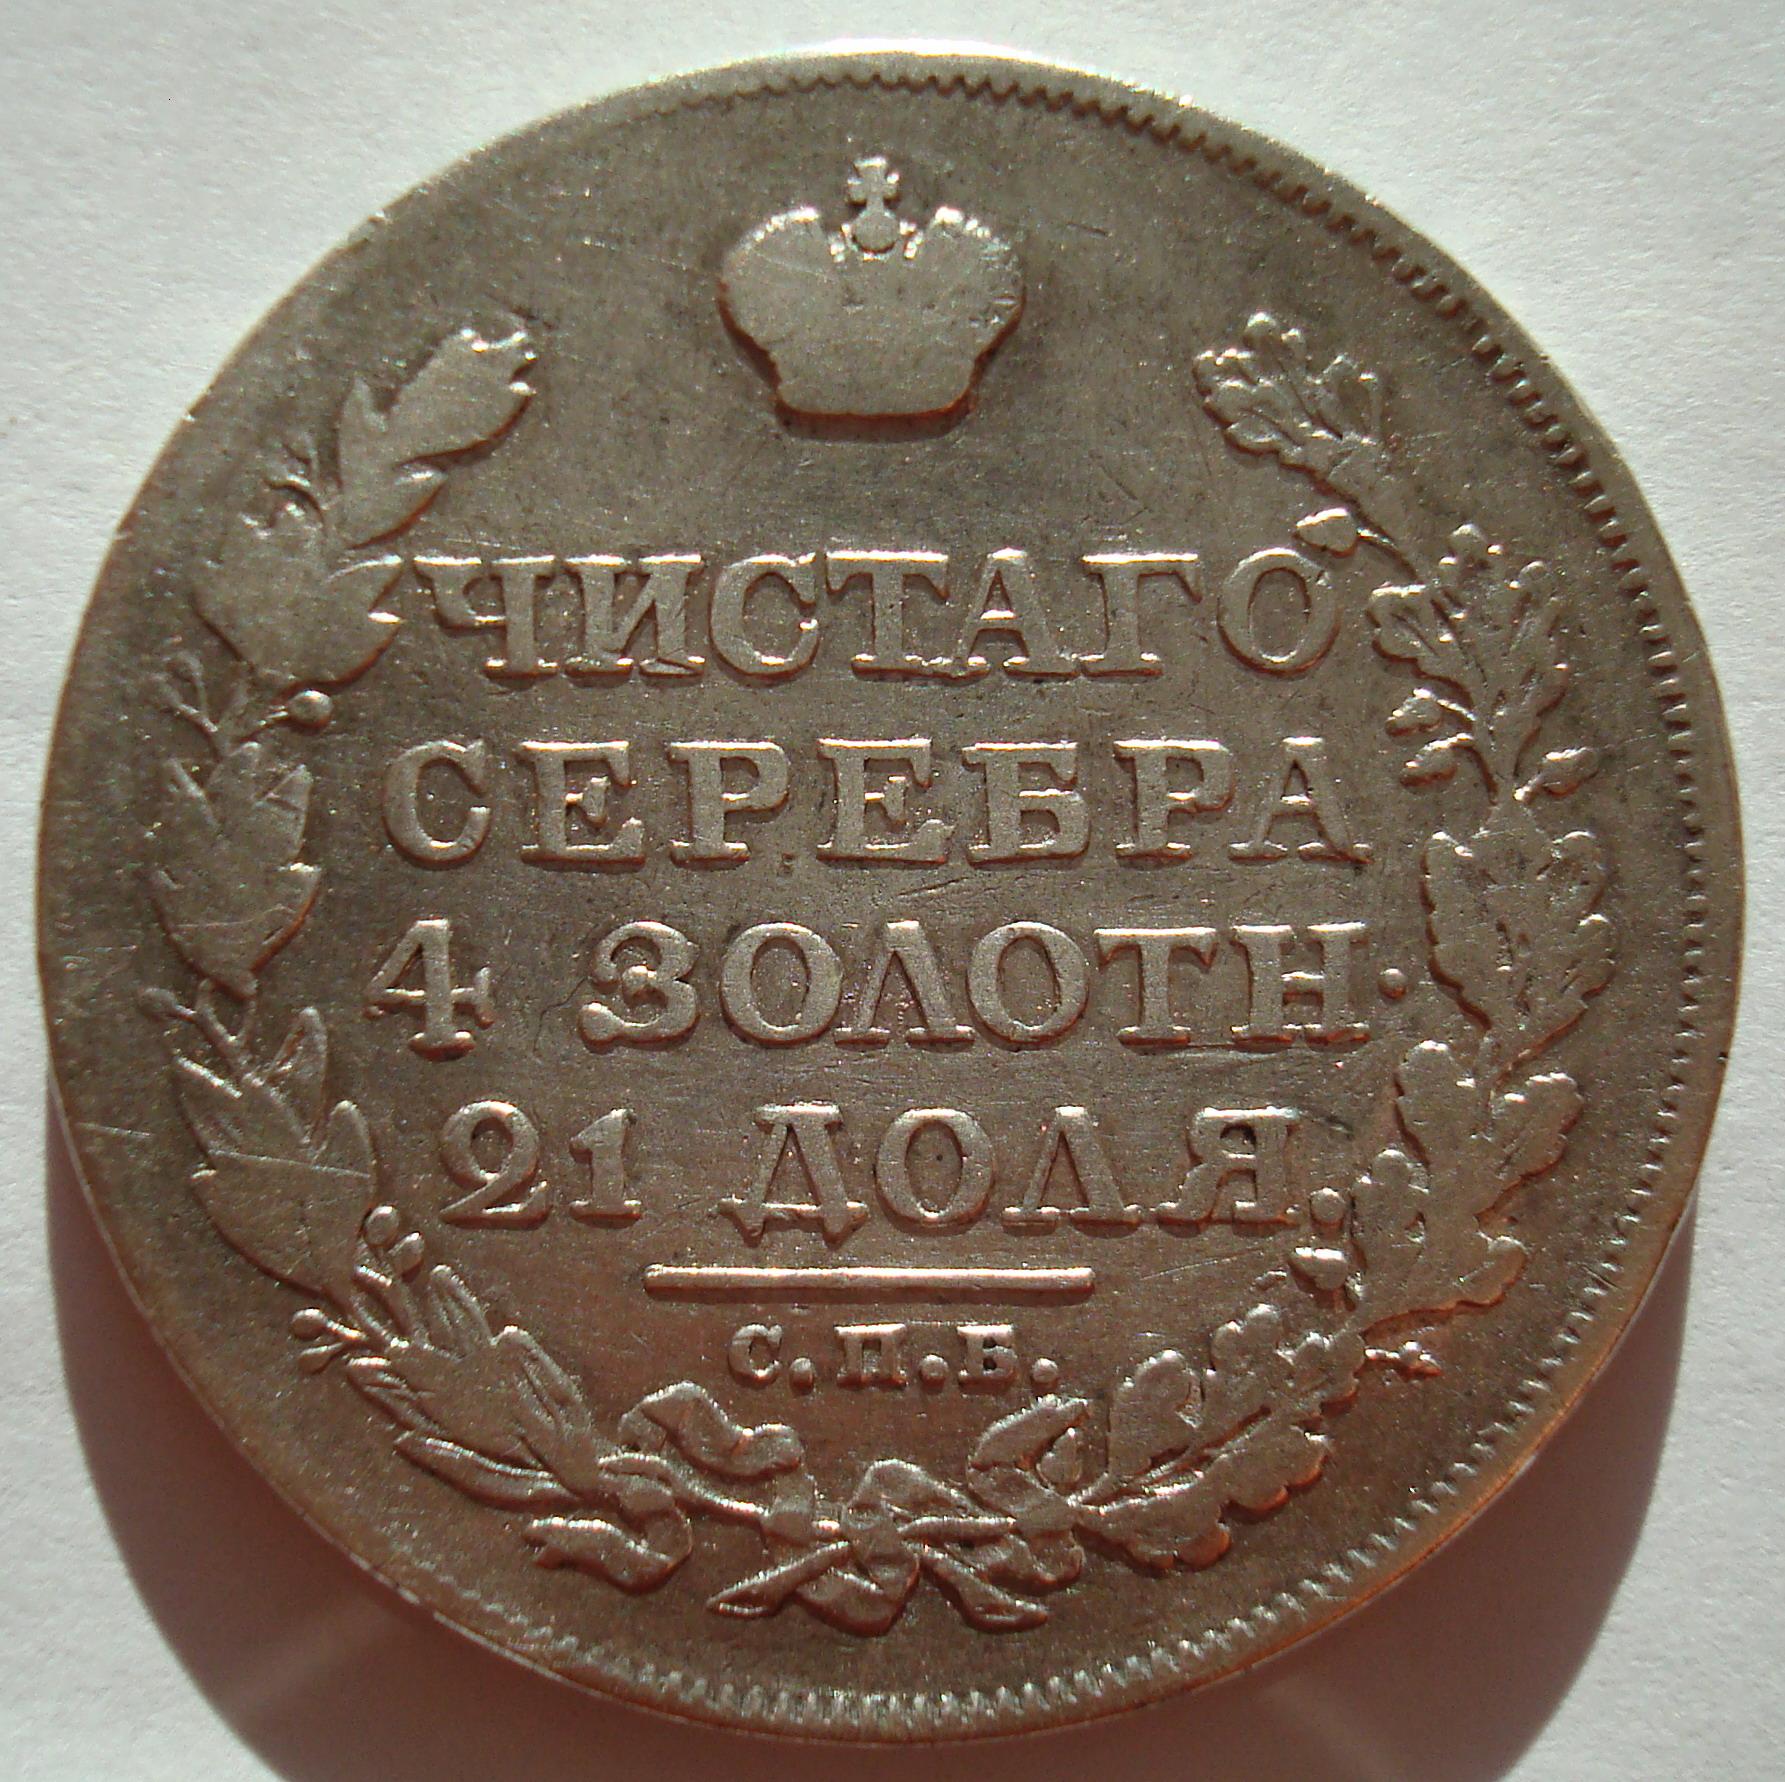 ЧИСТАГО
СЕРЕБРА
4 ЗОЛОТН·
21 ДОЛЯ.
С.П.Б.